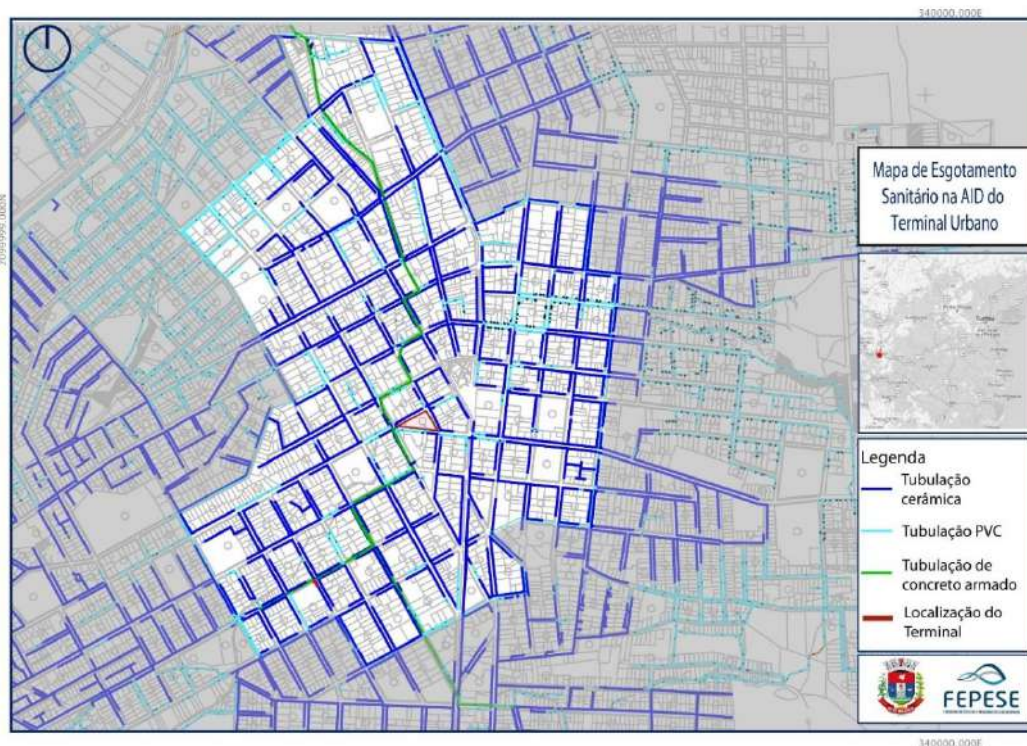 340000.000E
Mapa de Esgotamento
Sanitário na AID do
Terminal Urbano
Legenda
Tubulação
cerâmica
Tubulação PVC
Tubulação de
concreto armado
Localização do
Terminal
FEPESE
340000.000E